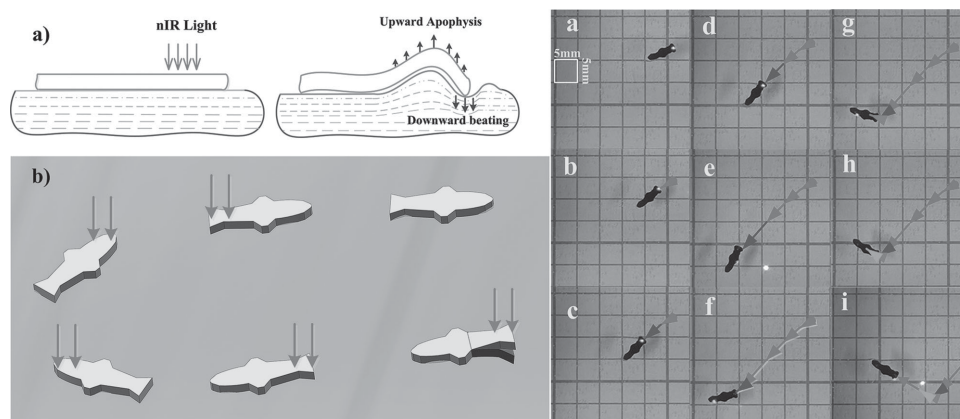 a)
nIR Light
Upward Apophysis
Downward beating
b)
a
5mm
5mm
b
c
d
e
f
g
h
i